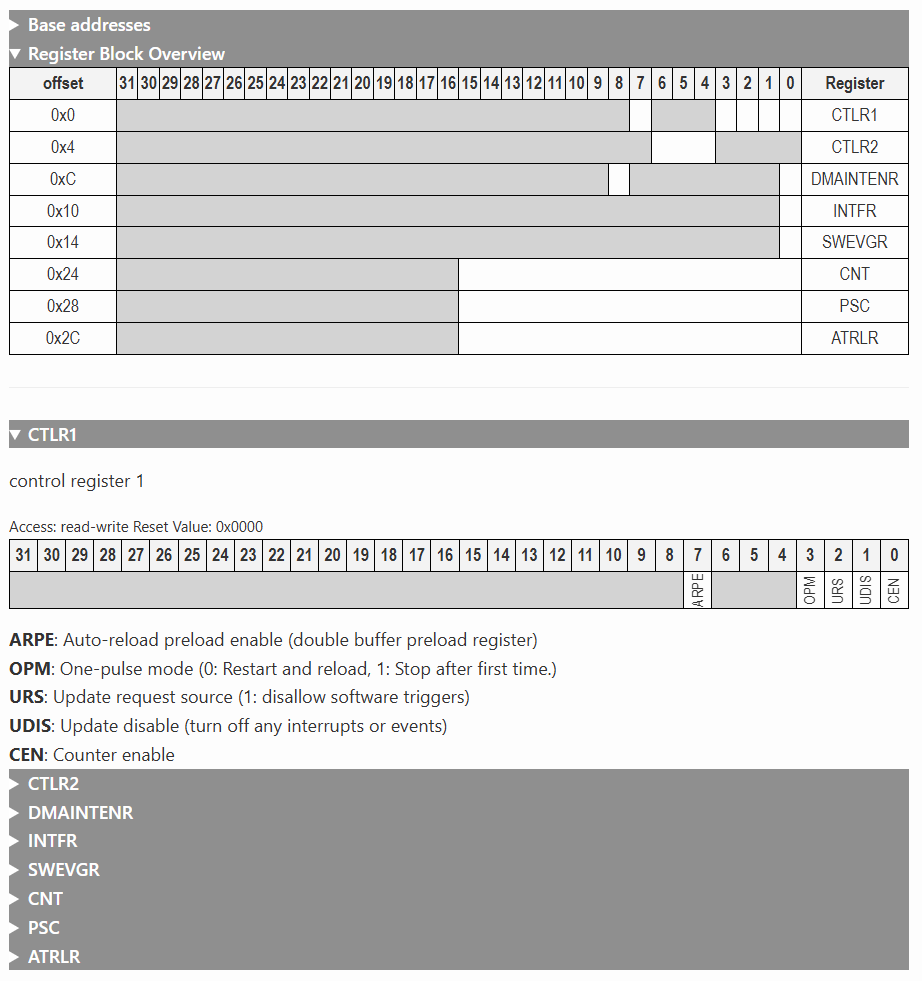 Base addresses
Register Block Overview
offset 31 30 29 28 27 26 25 24 23 22 21 20 19 18 17 16 15 14 13 12 11 10 9 8 7 6 5 4 3 2 1 0 Register
0x0 CTLR1
0x4 CTLR2
0xC DMAINTENR
0x10 INTFR
0x14 SWEVGR
0x24 CNT
0x28 PSC
0x2C ATRLR
CTLR1
control register 1
Access: read-write Reset Value: 0x0000
31 30 29 28 27 26 25 24 23 22 21 20 19 18 17 16 15 14 13 12 11 10 9 8 7 6 5 4 3 2 1 0
ARPE OPM URS UDIS CEN
ARPE: Auto-reload preload enable (double buffer preload register)
OPM: One-pulse mode (0: Restart and reload, 1: Stop after first time.)
URS: Update request source (1: disallow software triggers)
UDIS: Update disable (turn off any interrupts or events)
CEN: Counter enable
CTLR2
DMAINTENR
INTFR
SWEVGR
CNT
PSC
ATRLR